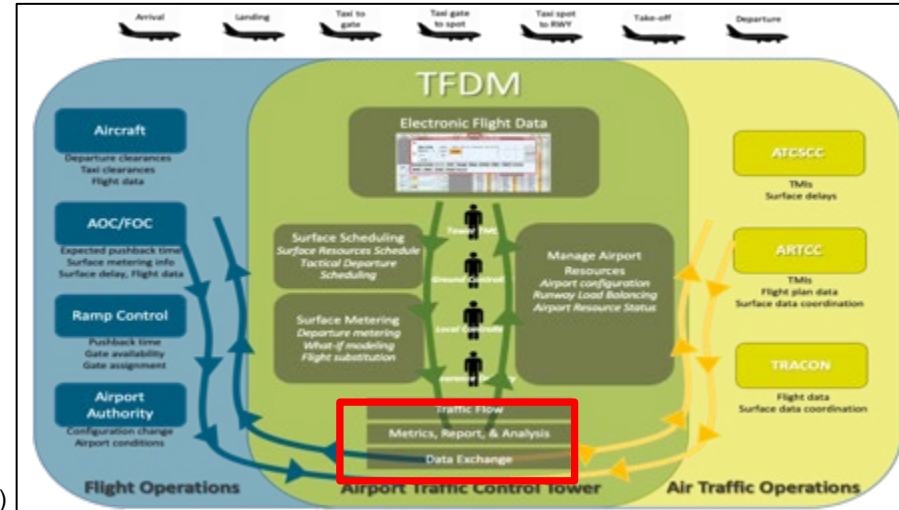 Arrival
Landing
Taxi to
gate
Taxi gate
to spot
Taxi spot
to RWY
Take-off
Departure
TFDM
Electronic Flight Data
Aircraft
Departure clearances
Taxi clearances
Flight data
AOC/FOC
Expected pushback time
Surface metering info
Surface delay, Flight data
Ramp Control
Pushback time
Gate availability
Gate assignment
Airport
Authority
Configuration change
Airport conditions
Surface Scheduling
Surface Resources Schedule
Tactical Departure
Scheduling
Surface Metering
Departure metering
What-if modeling
Flight substitution
Tower TMC
Ground Control
Local Control
Manage Airport
Resources
Airport configuration
Runway Load Balancing
Airport Resource Status
Traffic Flow
Metrics, Report, & Analysis
Data Exchange
ATCSCC
TMIs
Surface delays
ARTCC
TMIs
Flight plan data
Surface data coordination
TRACON
Flight data
Surface data coordination
)
Flight Operations
Airport Traffic Control Tower
Air Traffic Operations